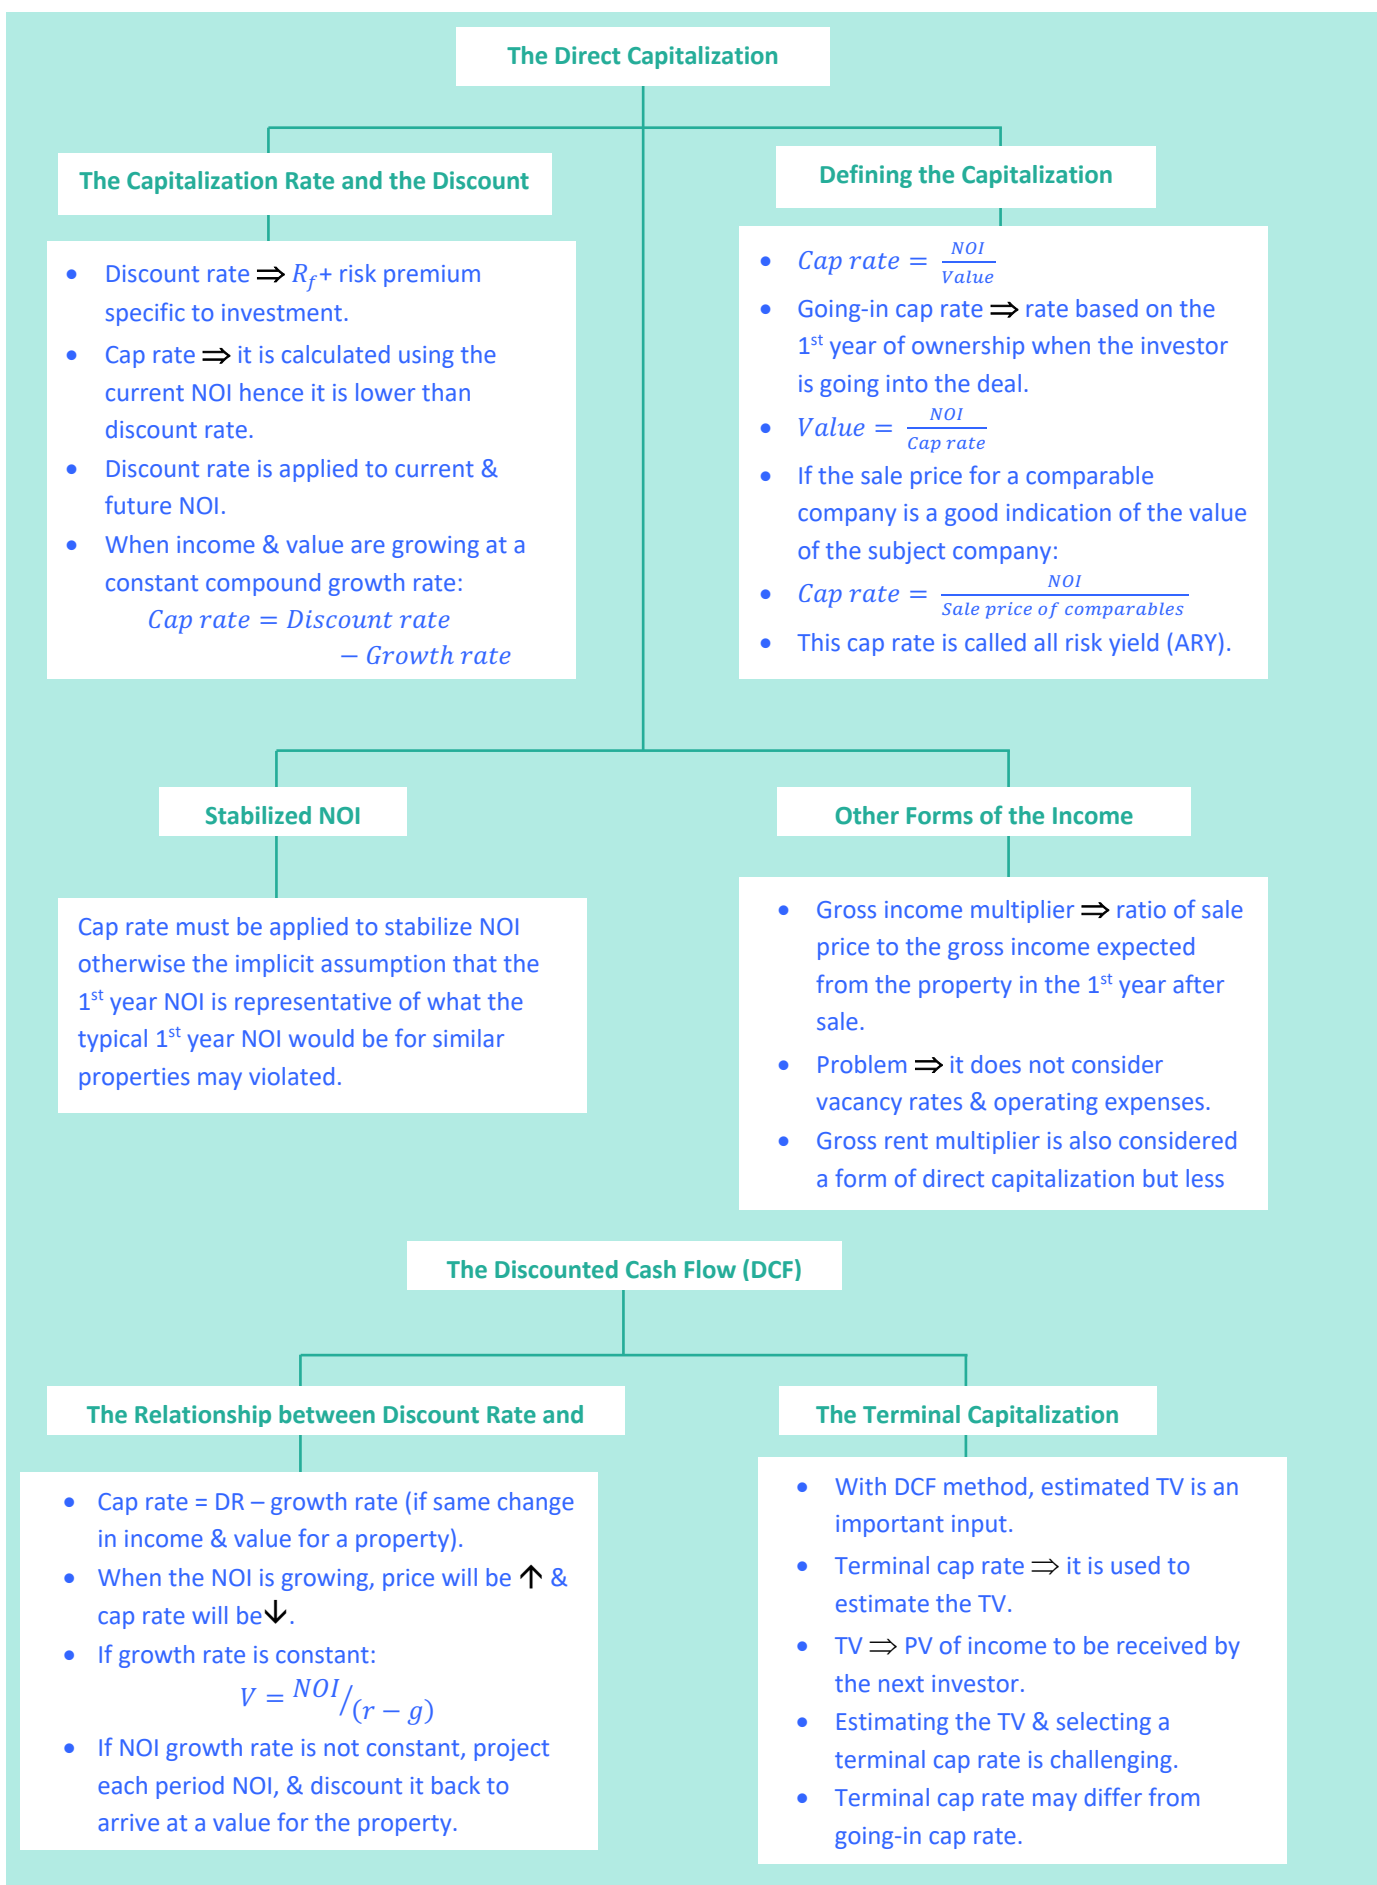 The Direct Capitalization
The Capitalization Rate and the Discount
• Discount rate ⇒ R_f + risk premium
specific to investment.
• Cap rate ⇒ it is calculated using the
current NOI hence it is lower than
discount rate.
• Discount rate is applied to current &
future NOI.
• When income & value are growing at a
constant compound growth rate:
Cap rate = Discount rate
− Growth rate
Defining the Capitalization
• Cap rate = NOI/Value
• Going-in cap rate ⇒ rate based on the
1st year of ownership when the investor
is going into the deal.
• Value = NOI/Cap rate
• If the sale price for a comparable
company is a good indication of the value
of the subject company:
• Cap rate = NOI/Sale price of comparables
• This cap rate is called all risk yield (ARY).
Stabilized NOI
Cap rate must be applied to stabilize NOI
otherwise the implicit assumption that the
1st year NOI is representative of what the
typical 1st year NOI would be for similar
properties may violated.
Other Forms of the Income
• Gross income multiplier ⇒ ratio of sale
price to the gross income expected
from the property in the 1st year after
sale.
• Problem ⇒ it does not consider
vacancy rates & operating expenses.
• Gross rent multiplier is also considered
a form of direct capitalization but less
The Discounted Cash Flow (DCF)
The Relationship between Discount Rate and
• Cap rate = DR – growth rate (if same change
in income & value for a property).
• When the NOI is growing, price will be ↑ &
cap rate will be↓.
• If growth rate is constant:
V = NOI/(r − g)
• If NOI growth rate is not constant, project
each period NOI, & discount it back to
arrive at a value for the property.
The Terminal Capitalization
• With DCF method, estimated TV is an
important input.
• Terminal cap rate ⇒ it is used to
estimate the TV.
• TV ⇒ PV of income to be received by
the next investor.
• Estimating the TV & selecting a
terminal cap rate is challenging.
• Terminal cap rate may differ from
going-in cap rate.